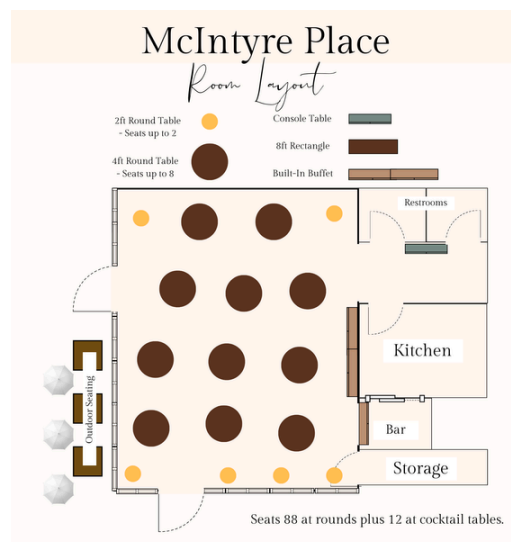 McIntyre Place
Room Layout
2ft Round Table
- Seats up to 2
4ft Round Table
- Seats up to 8
Console Table
8ft Rectangle
Built-In Buffet
Restrooms
Kitchen
Bar
Storage
Outdoor Seating
Seats 88 at rounds plus 12 at cocktail tables.